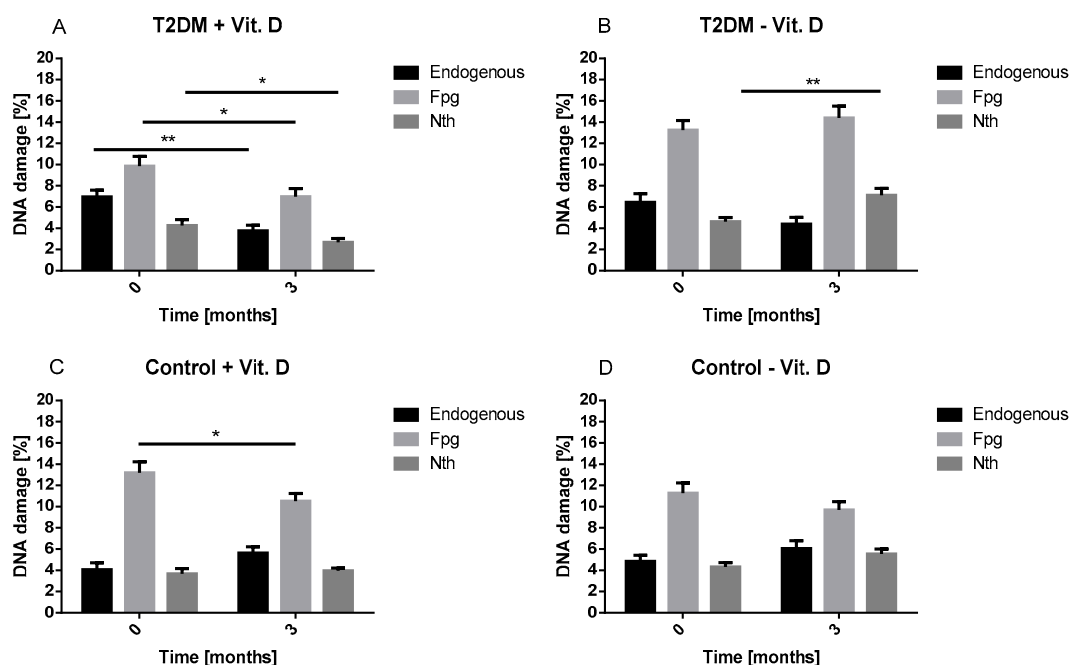 A
T2DM + Vit. D
DNA damage [%]
20
18
16
14
12
10
8
6
4
2
0
*
*
**
Endogenous
Fpg
Nth
0
3
Time [months]
B
T2DM - Vit. D
DNA damage [%]
20
18
16
14
12
10
8
6
4
2
0
**
Endogenous
Fpg
Nth
0
3
Time [months]
C
Control + Vit. D
DNA damage [%]
20
18
16
14
12
10
8
6
4
2
0
*
Endogenous
Fpg
Nth
0
3
Time [months]
D
Control - Vit. D
DNA damage [%]
20
18
16
14
12
10
8
6
4
2
0
Endogenous
Fpg
Nth
0
3
Time [months]